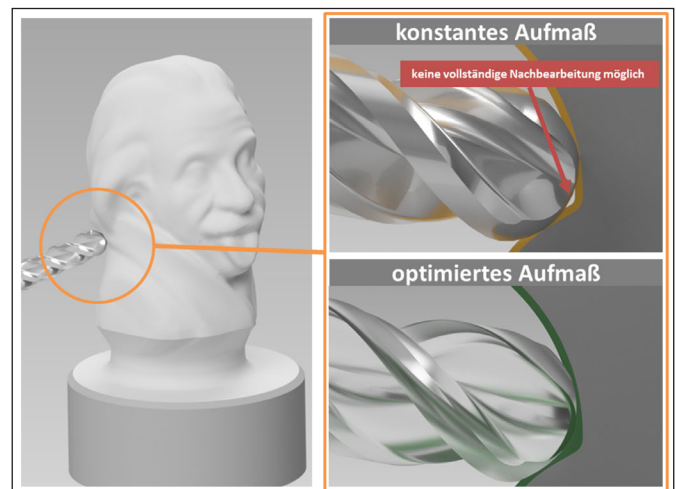 konstantes Aufmaß
keine vollständige Nachbearbeitung möglich
optimiertes Aufmaß